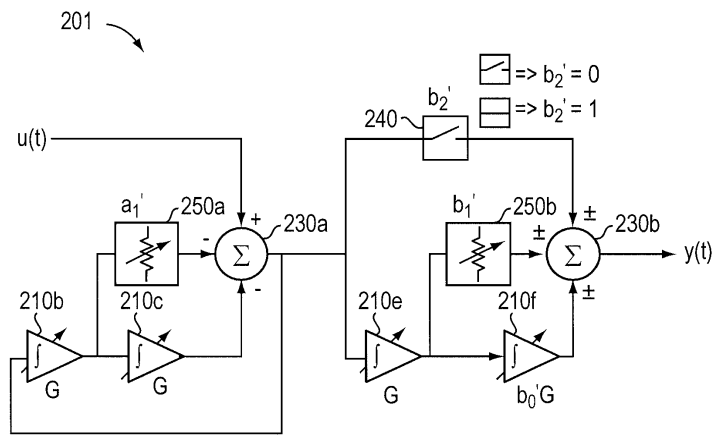 201
=> b2' = 0
b2'
240
=> b2' = 1
u(t)
a1'
250a
+
230a
-
Σ
-
b1'
250b
±
±
230b
Σ
y(t)
±
210b
210c
210e
210f
∫
∫
∫
∫
G
G
G
b0'G